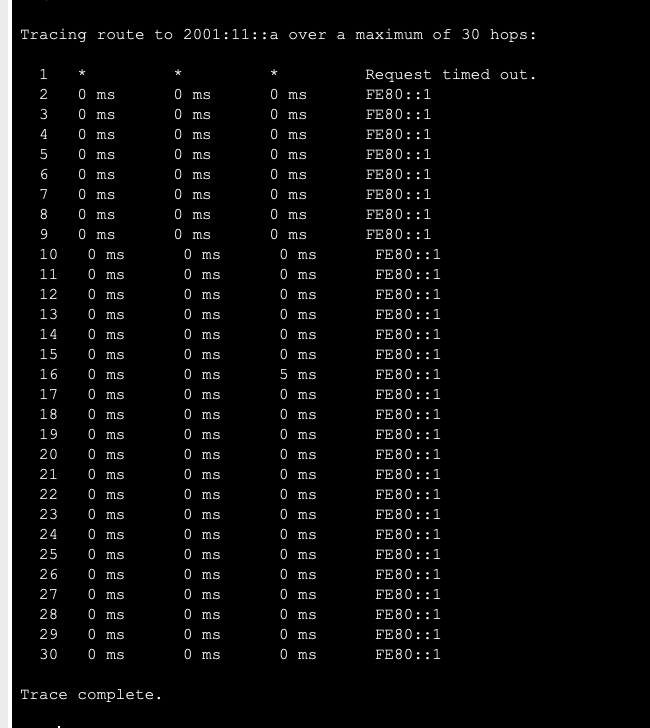 Tracing route to 2001:11::a over a maximum of 30 hops:
1 * * * Request timed out.
2 0 ms 0 ms 0 ms FE80::1
3 0 ms 0 ms 0 ms FE80::1
4 0 ms 0 ms 0 ms FE80::1
5 0 ms 0 ms 0 ms FE80::1
6 0 ms 0 ms 0 ms FE80::1
7 0 ms 0 ms 0 ms FE80::1
8 0 ms 0 ms 0 ms FE80::1
9 0 ms 0 ms 0 ms FE80::1
10 0 ms 0 ms 0 ms FE80::1
11 0 ms 0 ms 0 ms FE80::1
12 0 ms 0 ms 0 ms FE80::1
13 0 ms 0 ms 0 ms FE80::1
14 0 ms 0 ms 0 ms FE80::1
15 0 ms 0 ms 0 ms FE80::1
16 0 ms 0 ms 5 ms FE80::1
17 0 ms 0 ms 0 ms FE80::1
18 0 ms 0 ms 0 ms FE80::1
19 0 ms 0 ms 0 ms FE80::1
20 0 ms 0 ms 0 ms FE80::1
21 0 ms 0 ms 0 ms FE80::1
22 0 ms 0 ms 0 ms FE80::1
23 0 ms 0 ms 0 ms FE80::1
24 0 ms 0 ms 0 ms FE80::1
25 0 ms 0 ms 0 ms FE80::1
26 0 ms 0 ms 0 ms FE80::1
27 0 ms 0 ms 0 ms FE80::1
28 0 ms 0 ms 0 ms FE80::1
29 0 ms 0 ms 0 ms FE80::1
30 0 ms 0 ms 0 ms FE80::1
Trace complete.